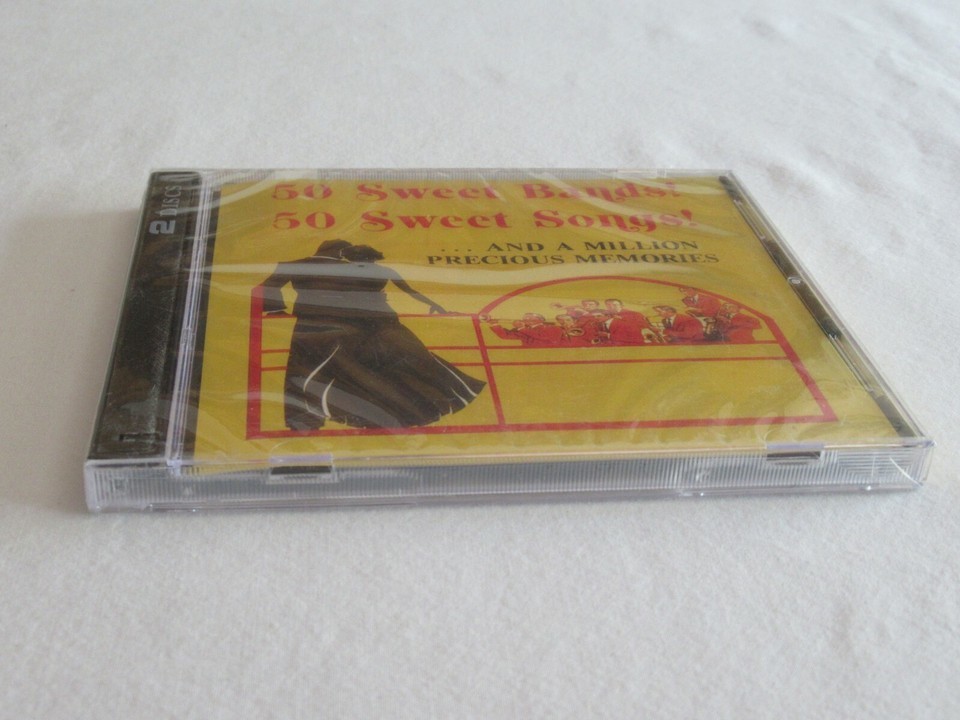 50 Sweet Bands!
50 Sweet Songs!
... AND A MILLION
PRECIOUS MEMORIES
2 DISCS